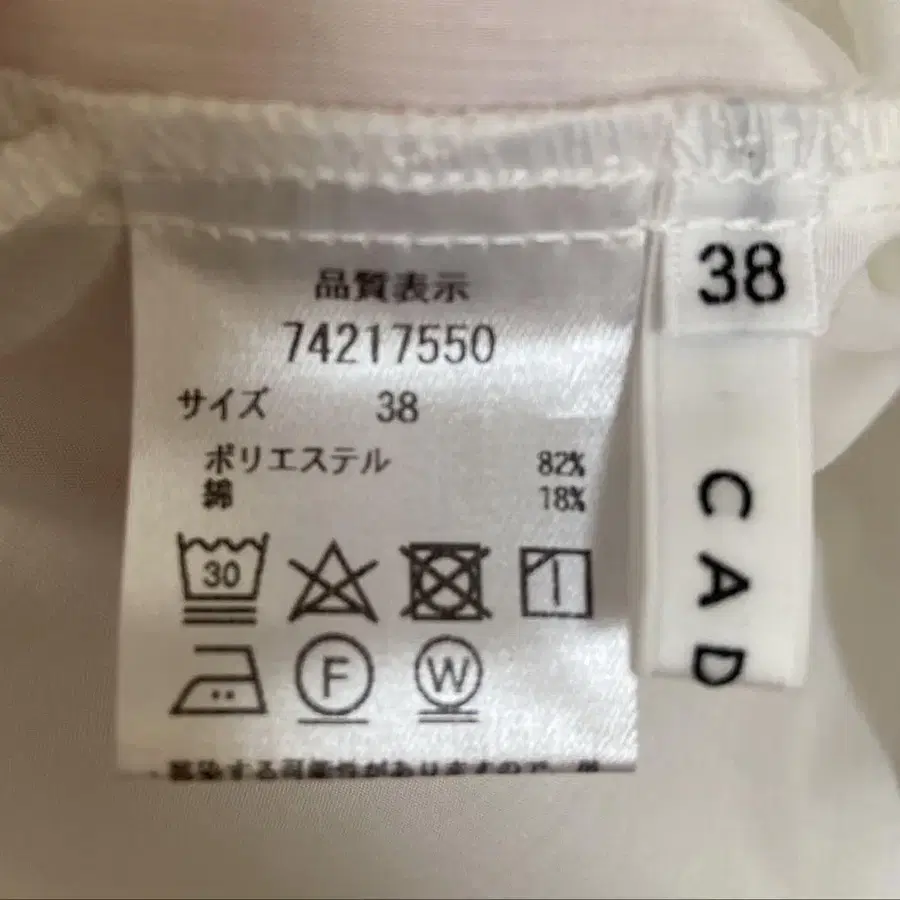 品質表示
74217550
サイズ 38
ポリエステル 82%
綿 18%
30
F W
38
CAD